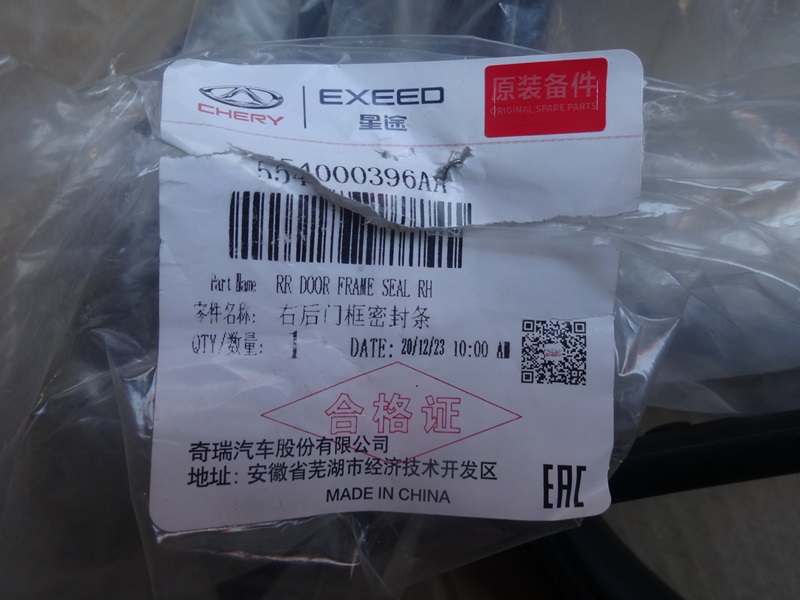 CHERY
EXEED
星途
原装备件
ORIGINAL SPARE PARTS
554000396AA
Part Name RR DOOR FRAME SEAL RH
零件名称: 右后门框密封条
QTY/数量: 1 DATE: 20/12/23 10:00 AM
合格证
奇瑞汽车股份有限公司
地址: 安徽省芜湖市经济技术开发区
MADE IN CHINA
EAC